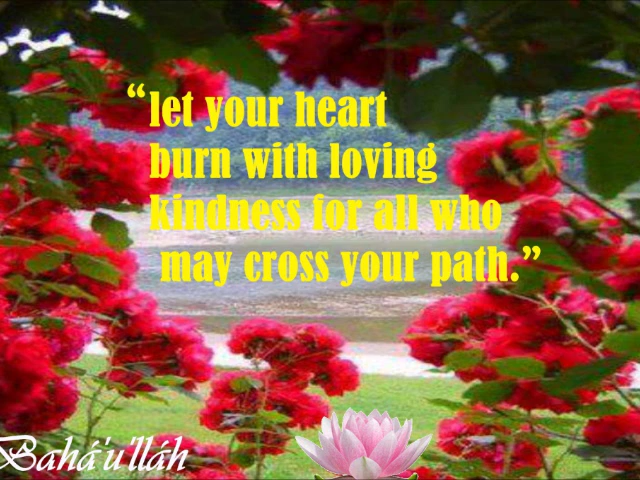 “let your heart
burn with loving
kindness for all who
may cross your path.”
Bahá'u'lláh